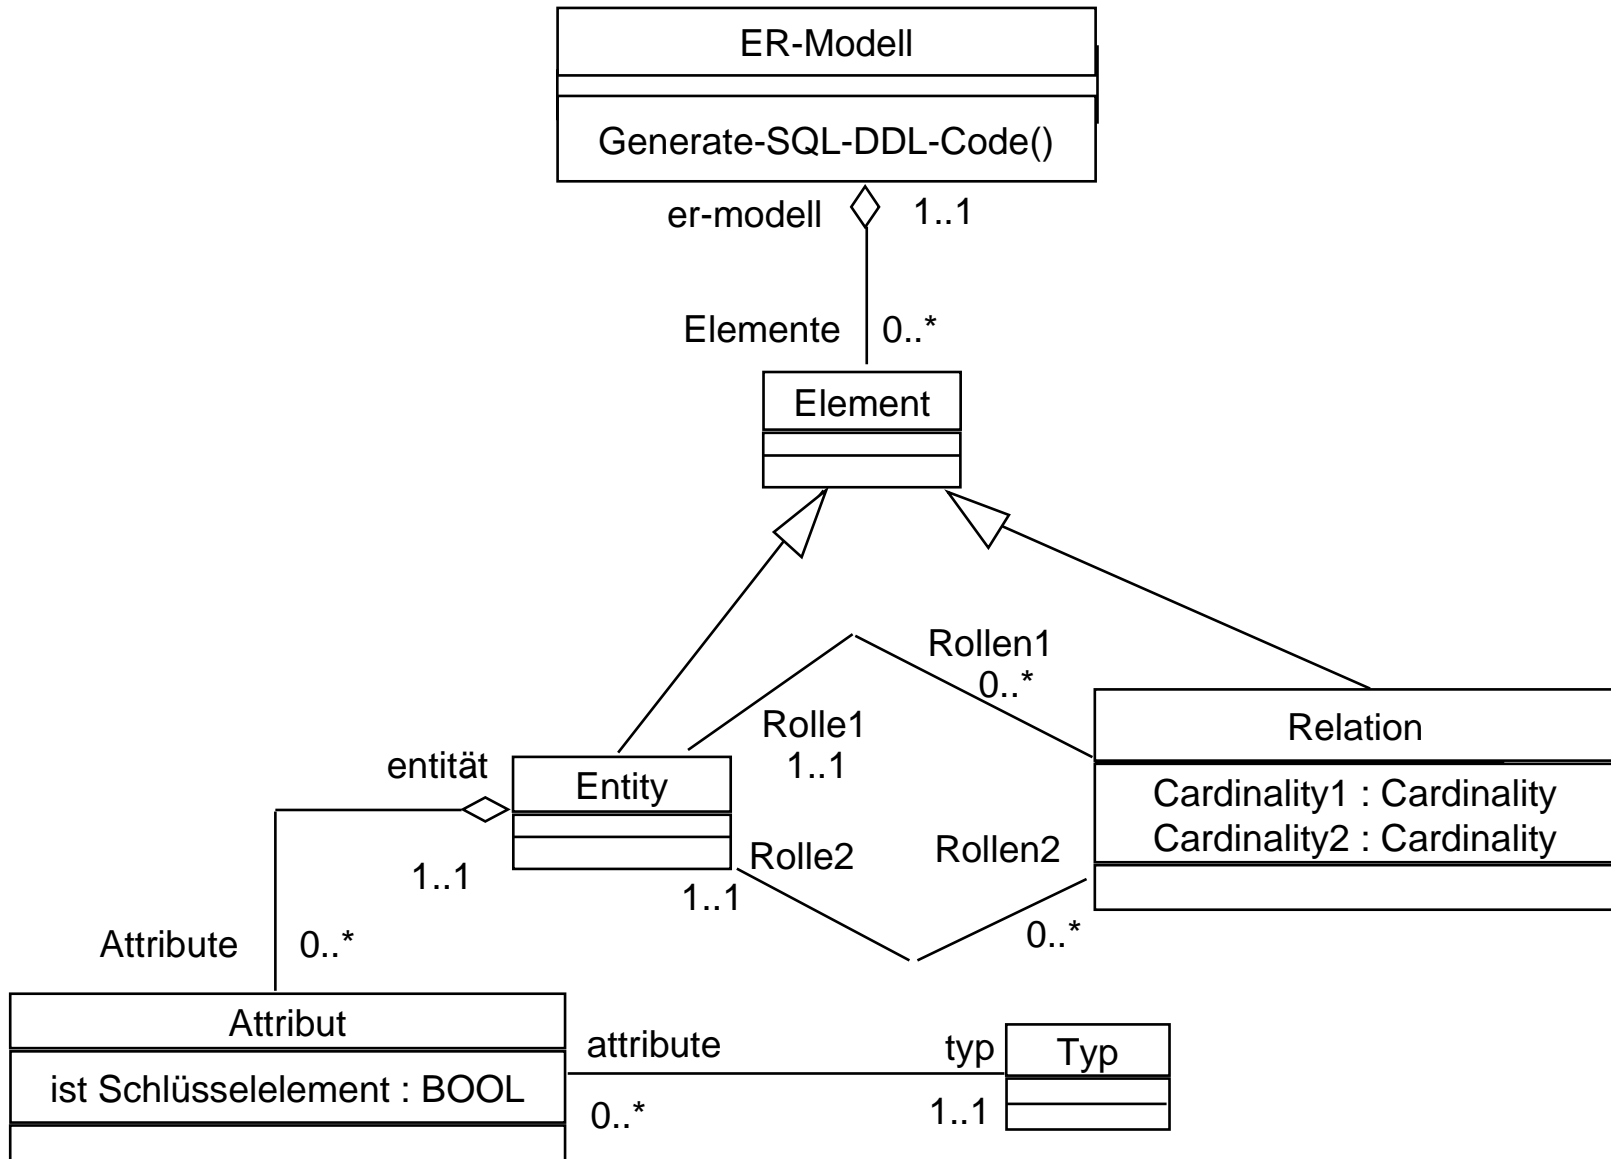 ER-Modell
Generate-SQL-DDL-Code()
er-modell 1..1
Elemente 0..*
Element
Rollen1
0..*
Rolle1
1..1
Relation
Cardinality1 : Cardinality
Cardinality2 : Cardinality
entität
Entity
1..1
Rolle2
1..1
Rollen2
0..*
Attribute 0..*
Attribut
ist Schlüsselelement : BOOL
attribute
0..*
typ
1..1
Typ